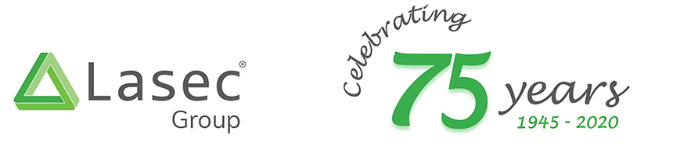 Lasec®
Group
Celebrating
75 years
1945 - 2020